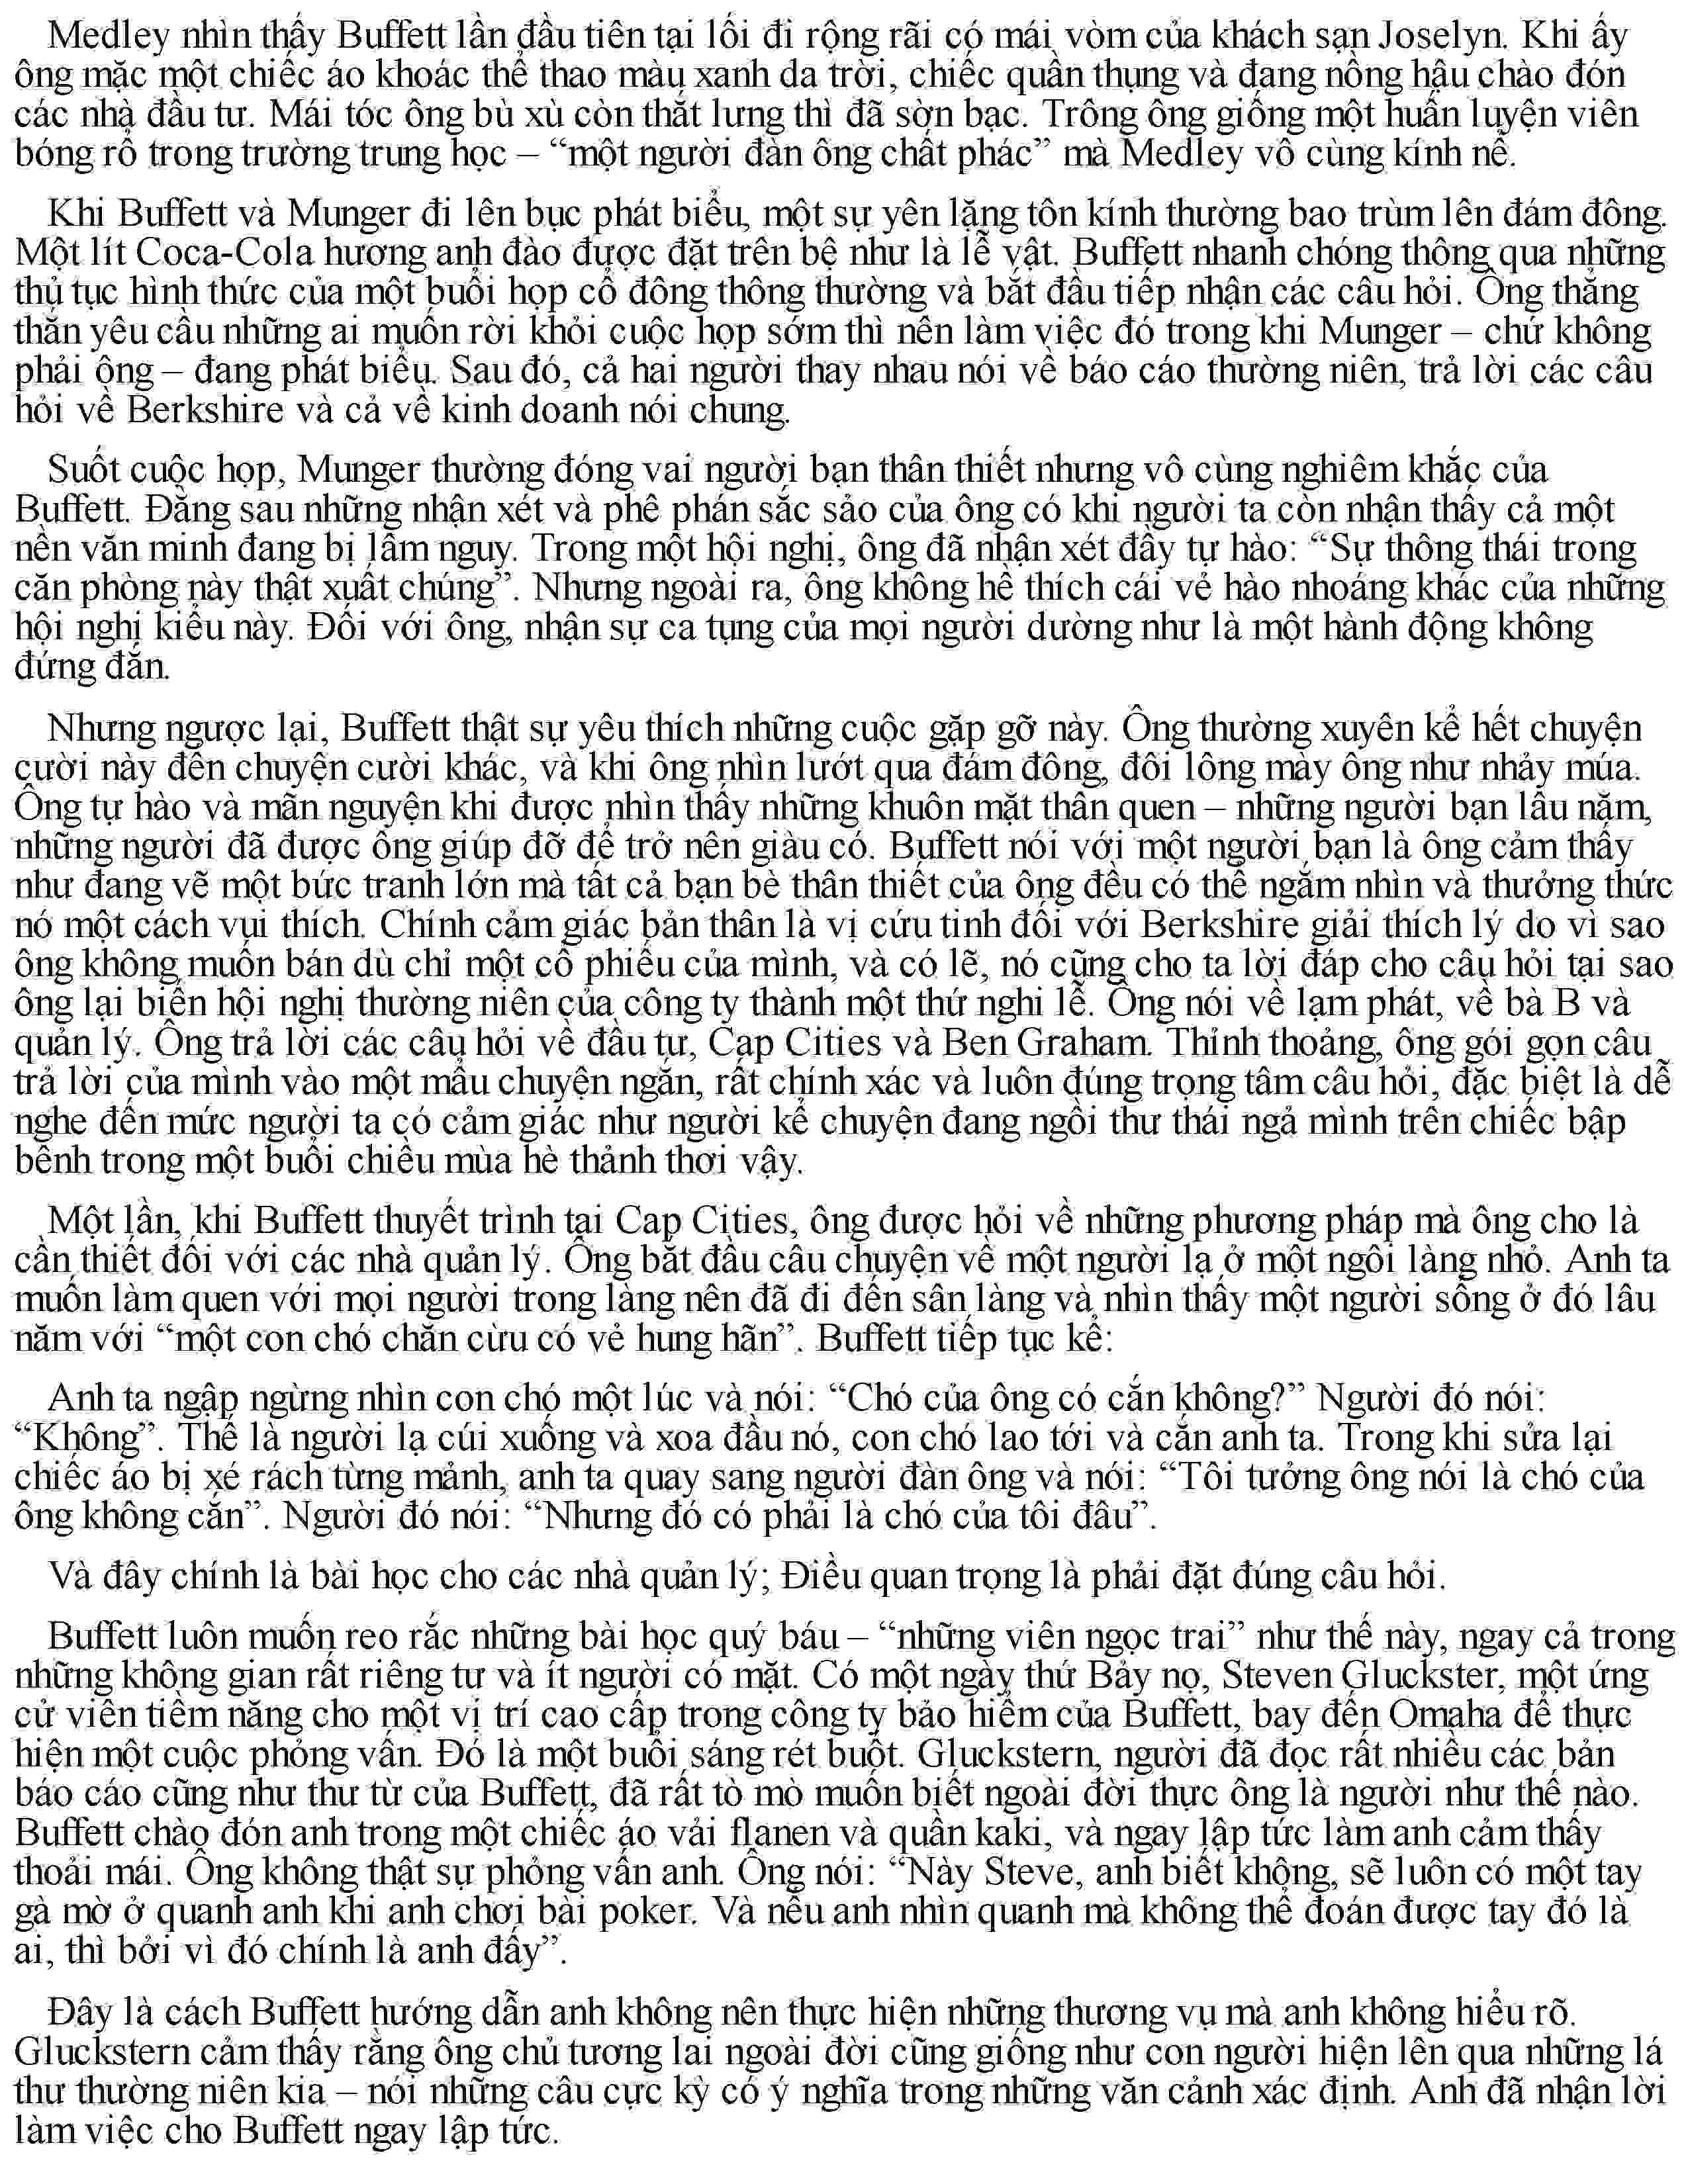 Medley nhìn thấy Buffett lần đầu tiên tại lối đi rộng rãi có mái vòm của khách sạn Joselyn. Khi ấy
ông mặc một chiếc áo khoác thể thao màu xanh da trời, chiếc quần thụng và đang nồng hậu chào đón
các nhà đầu tư. Mái tóc ông bù xù còn thắt lưng thì đã sờn bạc. Trông ông giống một huấn luyện viên
bóng rổ trong trường trung học – “một người đàn ông chất phác” mà Medley vô cùng kính nể.
Khi Buffett và Munger đi lên bục phát biểu, một sự yên lặng tôn kính thường bao trùm lên đám đông.
Một lít Coca-Cola hương anh đào được đặt trên bệ như là lễ vật. Buffett nhanh chóng thông qua những
thủ tục hình thức của một buổi họp cổ đông thông thường và bắt đầu tiếp nhận các câu hỏi. Ông thẳng
thắn yêu cầu những ai muốn rời khỏi cuộc họp sớm thì nên làm việc đó trong khi Munger – chứ không
phải ông – đang phát biểu. Sau đó, cả hai người thay nhau nói về báo cáo thường niên, trả lời các câu
hỏi về Berkshire và cả về kinh doanh nói chung.
Suốt cuộc họp, Munger thường đóng vai người bạn thân thiết nhưng vô cùng nghiêm khắc của
Buffett. Đằng sau những nhận xét và phê phán sắc sảo của ông có khi người ta còn nhận thấy cả một
nền văn minh đang bị lâm nguy. Trong một hội nghị, ông đã nhận xét đầy tự hào: “Sự thông thái trong
căn phòng này thật xuất chúng”. Nhưng ngoài ra, ông không hề thích cái vẻ hào nhoáng khác của những
hội nghị kiểu này. Đối với ông, nhận sự ca tụng của mọi người dường như là một hành động không
đứng đắn.
Nhưng ngược lại, Buffett thật sự yêu thích những cuộc gặp gỡ này. Ông thường xuyên kể hết chuyện
cười này đến chuyện cười khác, và khi ông nhìn lướt qua đám đông, đôi lông mày ông như nhảy múa.
Ông tự hào và mãn nguyện khi được nhìn thấy những khuôn mặt thân quen – những người bạn lâu năm,
những người đã được ông giúp đỡ để trở nên giàu có. Buffett nói với một người bạn là ông cảm thấy
như đang vẽ một bức tranh lớn mà tất cả bạn bè thân thiết của ông đều có thể ngắm nhìn và thưởng thức
nó một cách vui thích. Chính cảm giác bản thân là vị cứu tinh đối với Berkshire giải thích lý do vì sao
ông không muốn bán dù chỉ một cổ phiếu của mình, và có lẽ, nó cũng cho ta lời đáp cho câu hỏi tại sao
ông lại biến hội nghị thường niên của công ty thành một thứ nghi lễ. Ông nói về lạm phát, về bà B và
quản lý. Ông trả lời các câu hỏi về đầu tư, Cap Cities và Ben Graham. Thỉnh thoảng, ông gói gọn câu
trả lời của mình vào một mẩu chuyện ngắn, rất chính xác và luôn đúng trọng tâm câu hỏi, đặc biệt là dễ
nghe đến mức người ta có cảm giác như người kể chuyện đang ngồi thư thái ngả mình trên chiếc bập
bênh trong một buổi chiều mùa hè thảnh thơi vậy.
Một lần, khi Buffett thuyết trình tại Cap Cities, ông được hỏi về những phương pháp mà ông cho là
cần thiết đối với các nhà quản lý. Ông bắt đầu câu chuyện về một người lạ ở một ngôi làng nhỏ. Anh ta
muốn làm quen với mọi người trong làng nên đã đi đến sân làng và nhìn thấy một người sống ở đó lâu
năm với “một con chó chăn cừu có vẻ hung hãn”. Buffett tiếp tục kể:
Anh ta ngập ngừng nhìn con chó một lúc và nói: “Chó của ông có cắn không?” Người đó nói:
“Không”. Thế là người lạ cúi xuống và xoa đầu nó, con chó lao tới và cắn anh ta. Trong khi sửa lại
chiếc áo bị xé rách từng mảnh, anh ta quay sang người đàn ông và nói: “Tôi tưởng ông nói là chó của
ông không cắn”. Người đó nói: “Nhưng đó có phải là chó của tôi đâu”.
Và đây chính là bài học cho các nhà quản lý; Điều quan trọng là phải đặt đúng câu hỏi.
Buffett luôn muốn reo rắc những bài học quý báu – “những viên ngọc trai” như thế này, ngay cả trong
những không gian rất riêng tư và ít người có mặt. Có một ngày thứ Bảy nọ, Steven Gluckster, một ứng
cử viên tiềm năng cho một vị trí cao cấp trong công ty bảo hiểm của Buffett, bay đến Omaha để thực
hiện một cuộc phỏng vấn. Đó là một buổi sáng rét buốt. Gluckstern, người đã đọc rất nhiều các bản
báo cáo cũng như thư từ của Buffett, đã rất tò mò muốn biết ngoài đời thực ông là người như thế nào.
Buffett chào đón anh trong một chiếc áo vải flanen và quần kaki, và ngay lập tức làm anh cảm thấy
thoải mái. Ông không thật sự phỏng vấn anh. Ông nói: “Này Steve, anh biết không, sẽ luôn có một tay
gà mờ ở quanh anh khi anh chơi bài poker. Và nếu anh nhìn quanh mà không thể đoán được tay đó là
ai, thì bởi vì đó chính là anh đấy”.
Đây là cách Buffett hướng dẫn anh không nên thực hiện những thương vụ mà anh không hiểu rõ.
Gluckstern cảm thấy rằng ông chủ tương lai ngoài đời cũng giống như con người hiện lên qua những lá
thư thường niên kia – nói những câu cực kỳ có ý nghĩa trong những văn cảnh xác định. Anh đã nhận lời
làm việc cho Buffett ngay lập tức.